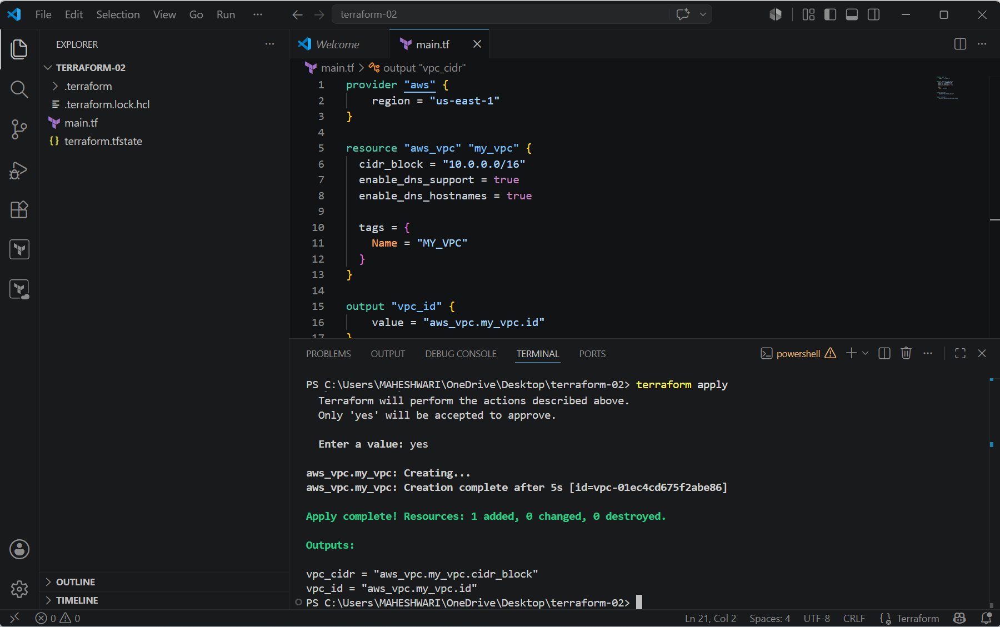 File Edit Selection View Go Run ··· terraform-02
EXPLORER ···
TERRAFORM-02
.terraform
.terraform.lock.hcl
main.tf
terraform.tfstate
OUTLINE
TIMELINE
Welcome main.tf
main.tf > output "vpc_cidr"
1 provider "aws" {
2 region = "us-east-1"
3 }
4
5 resource "aws_vpc" "my_vpc" {
6 cidr_block = "10.0.0.0/16"
7 enable_dns_support = true
8 enable_dns_hostnames = true
9
10 tags = {
11 Name = "MY_VPC"
12 }
13 }
14
15 output "vpc_id" {
16 value = "aws_vpc.my_vpc.id"
17 }
PROBLEMS OUTPUT DEBUG CONSOLE TERMINAL PORTS powershell
PS C:\Users\MAHESHWARI\OneDrive\Desktop\terraform-02> terraform apply
Terraform will perform the actions described above.
Only 'yes' will be accepted to approve.
Enter a value: yes
aws_vpc.my_vpc: Creating...
aws_vpc.my_vpc: Creation complete after 5s [id=vpc-01ec4cd675f2abe86]
Apply complete! Resources: 1 added, 0 changed, 0 destroyed.
Outputs:
vpc_cidr = "aws_vpc.my_vpc.cidr_block"
vpc_id = "aws_vpc.my_vpc.id"
PS C:\Users\MAHESHWARI\OneDrive\Desktop\terraform-02>
0 0 Ln 21, Col 2 Spaces: 4 UTF-8 CRLF Terraform